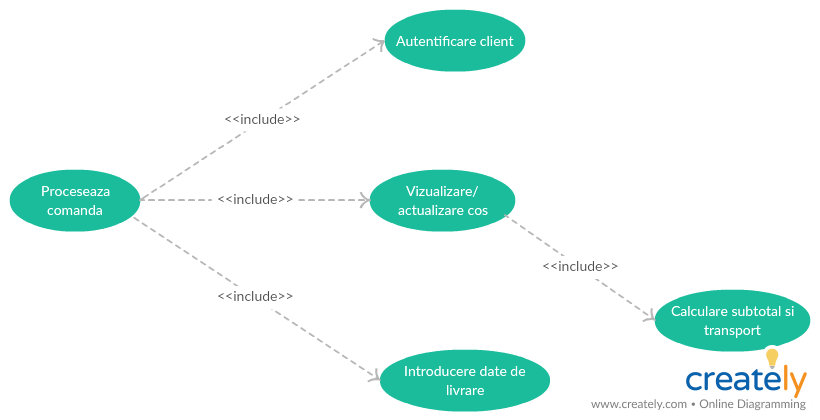 Autentificare client
<<include>>
Proceseaza
comanda
<<include>>
Vizualizare/
actualizare cos
<<include>>
<<include>>
Calculare subtotal si
transport
Introducere date de
livrare
creately
www.creately.com • Online Diagramming